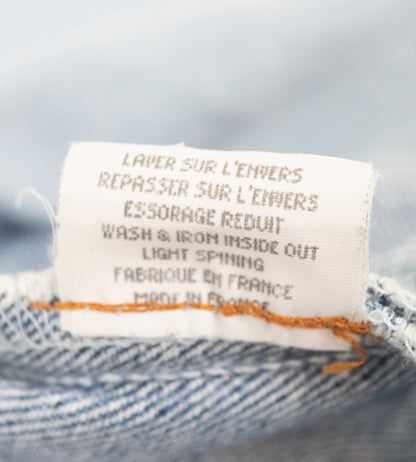 LAVER SUR L'ENVERS
REPASSER SUR L'ENVERS
ESSORAGE REDUIT
WASH & IRON INSIDE OUT
LIGHT SPINING
FABRIQUE EN FRANCE
MADE IN FRANCE